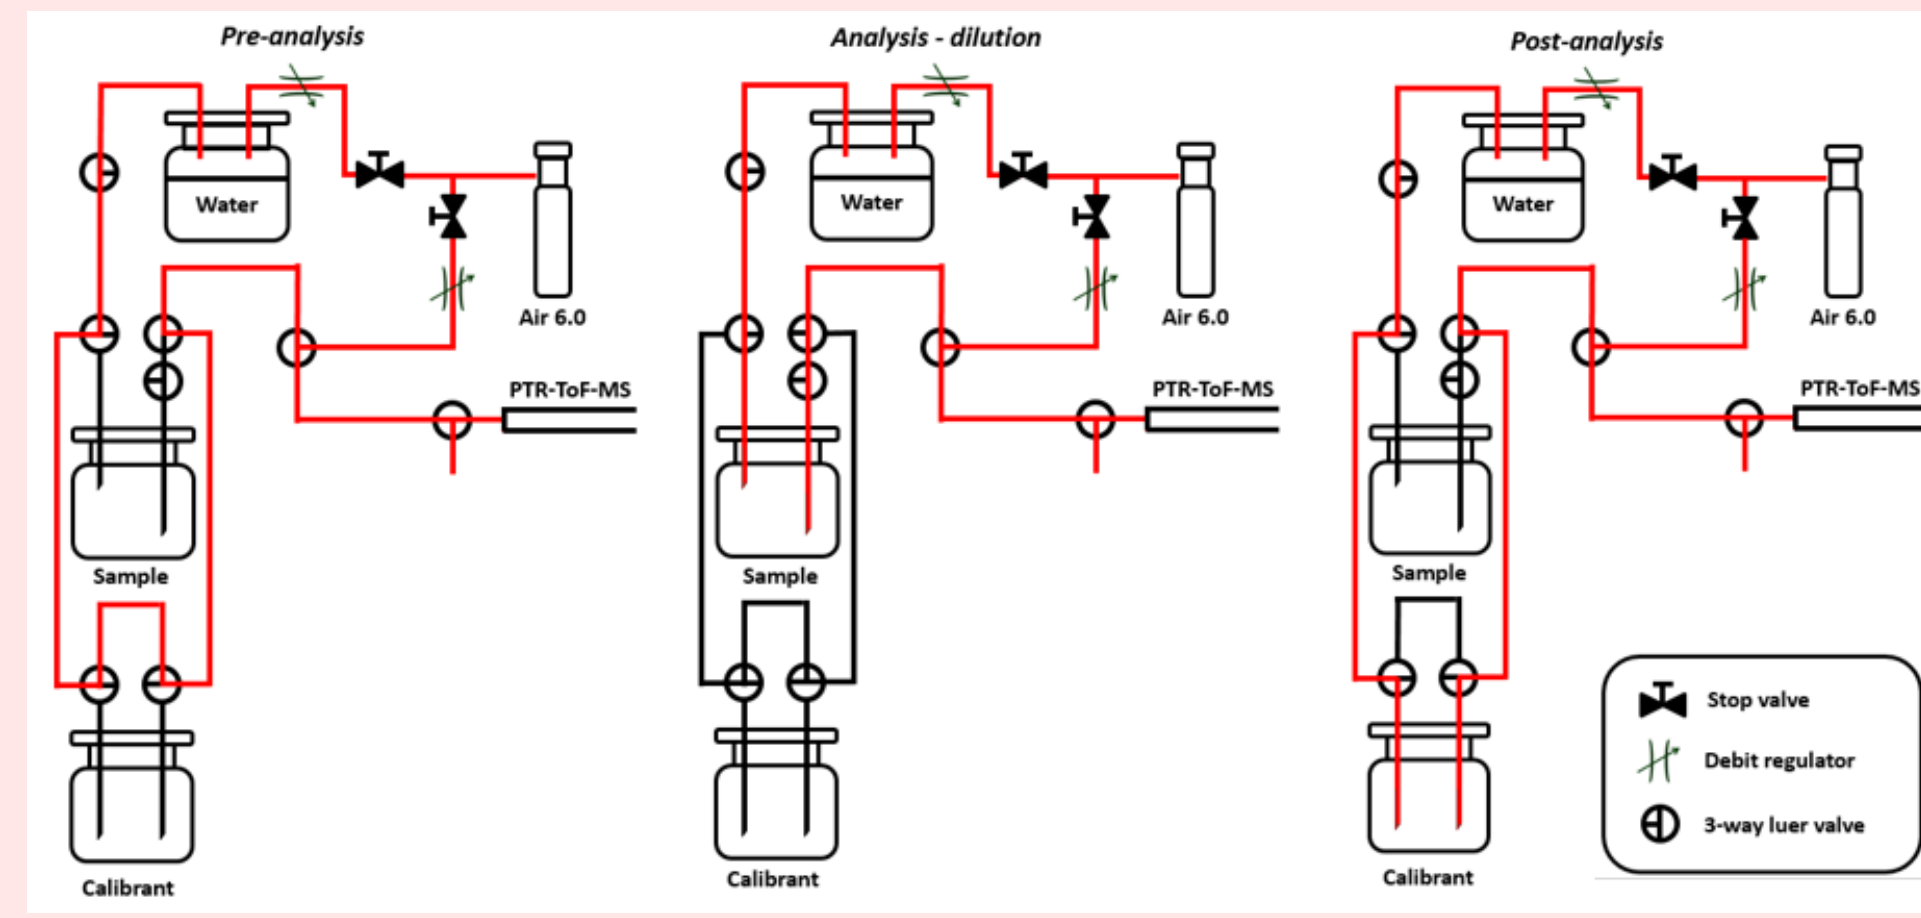 Pre-analysis
Water
Air 6.0
PTR-ToF-MS
Sample
Calibrant
Analysis - dilution
Water
Air 6.0
PTR-ToF-MS
Sample
Calibrant
Post-analysis
Water
Air 6.0
PTR-ToF-MS
Sample
Calibrant
Stop valve
Debit regulator
3-way luer valve